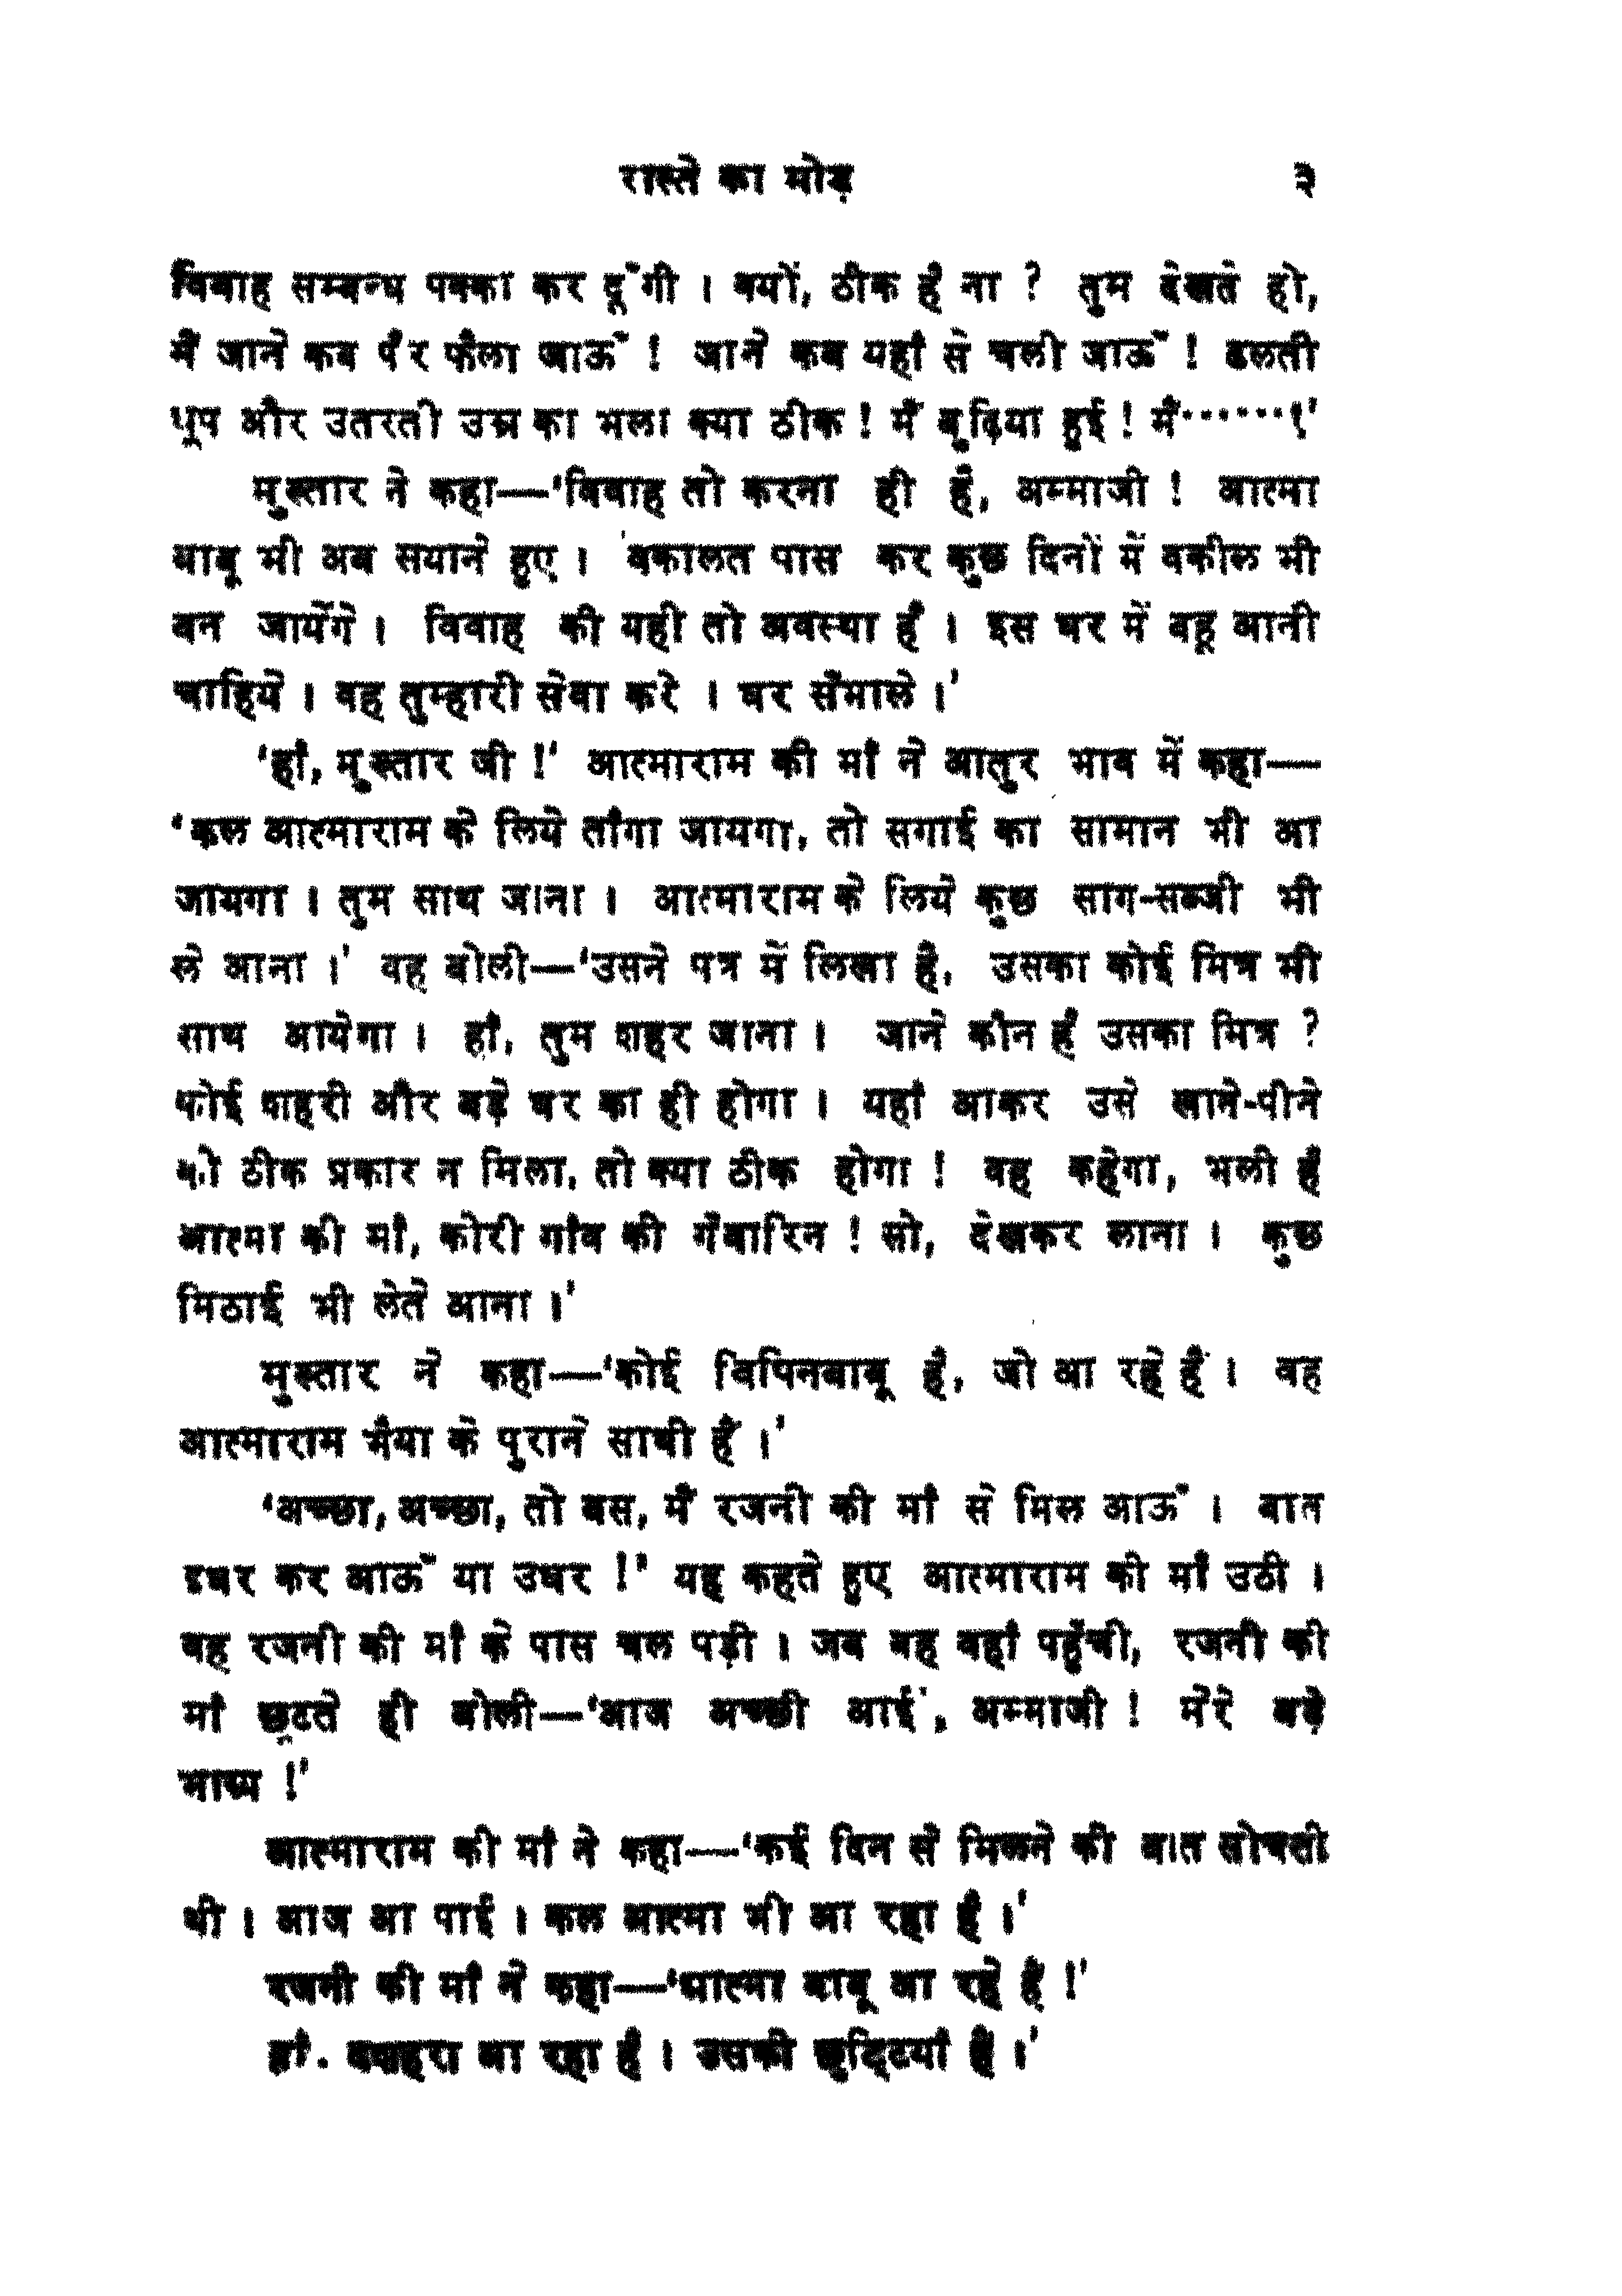 रास्ते का मोड़ ३
विवाह सम्बन्ध पक्का कर दूँगी । क्यों, ठीक है ना ? तुम देखते हो,
मैं जाने कब पैर फैला जाऊँ ! जाने कब यहाँ से चली जाऊँ ! ढलती
धूप और उतरती उम्र का भला क्या ठीक ! मैं बुढ़िया हुई ! मैं......!'
मुख्तार ने कहा—'विवाह तो करना ही है, अम्माजी ! आत्मा
बाबू भी अब सयाने हुए । वकालत पास कर कुछ दिनों में वकील भी
बन जायेंगे । विवाह की यही तो अवस्था है । इस घर में बहू आनी
चाहिये । वह तुम्हारी सेवा करे । घर सँभाले ।'
'हाँ, मुख्तार जी !' आत्माराम की माँ ने आतुर भाव में कहा—
'कल आत्माराम के लिये ताँगा जायगा, तो सगाई का सामान भी आ
जायगा । तुम साथ जाना । आत्माराम के लिये कुछ साग-सब्जी भी
ले आना ।' वह बोली—'उसने पत्र में लिखा है, उसका कोई मित्र भी
साथ आयेगा । हाँ, तुम शहर जाना । जाने कौन है उसका मित्र ?
कोई शहरी और बड़े घर का ही होगा । यहाँ आकर उसे खाने-पीने
को ठीक प्रकार न मिला, तो क्या ठीक होगा ! वह कहेगा, भली है
आत्मा की माँ, कोरी गाँव की गँवारिन ! सो, देखकर लाना । कुछ
मिठाई भी लेते आना ।'
मुख्तार ने कहा—'कोई विपिनबाबू हैं, जो आ रहे हैं । वह
आत्माराम भैया के पुराने साथी हैं ।'
'अच्छा, अच्छा, तो बस, मैं रजनी की माँ से मिल आऊँ । बात
इधर कर आऊँ या उधर !' यह कहते हुए आत्माराम की माँ उठी ।
वह रजनी की माँ के पास चल पड़ी । जब वह वहाँ पहुँची, रजनी की
माँ छूटते ही बोली—'आज अच्छी आईं, अम्माजी ! मेरे बड़े
भाग्य !'
आत्माराम की माँ ने कहा—'कई दिन से मिलने की बात सोचती
थी । आज आ पाई । कल आत्मा भी आ रहा है ।'
रजनी की माँ ने कहा—'आत्मा बाबू आ रहे हैं !'
हाँ. दशहरा आ रहा है । उसकी छुट्टियाँ हैं ।'